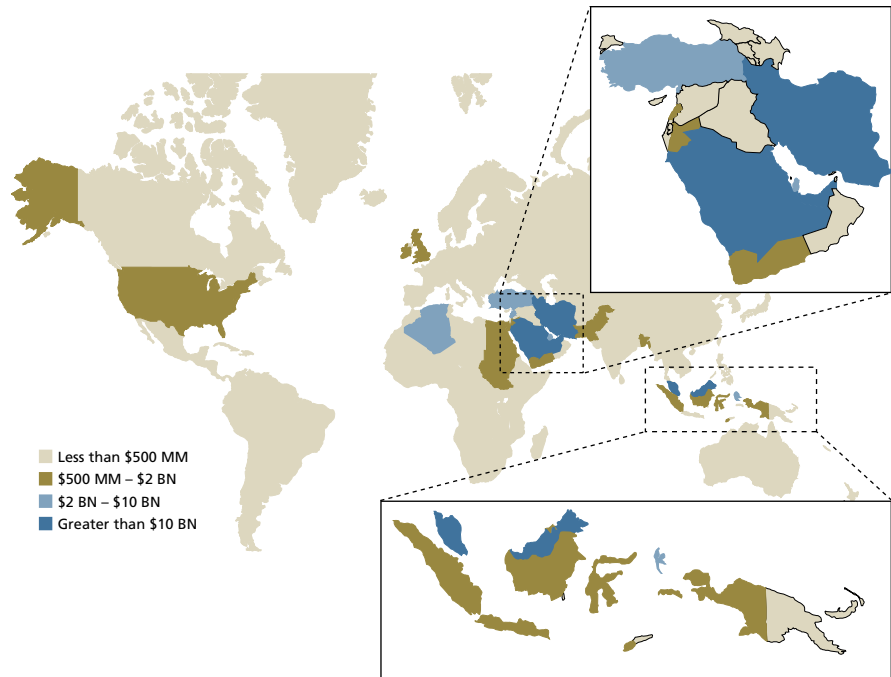 Less than $500 MM
$500 MM – $2 BN
$2 BN – $10 BN
Greater than $10 BN